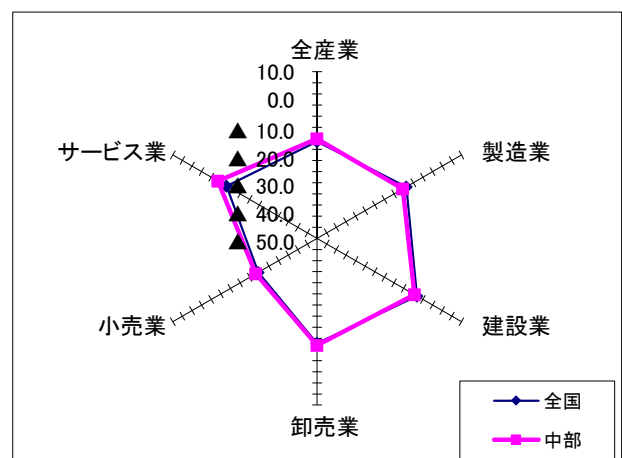 全産業
10.0
0.0
▲ 10.0
サービス業
製造業
▲ 20.0
▲ 30.0
▲ 40.0
▲ 50.0
小売業
建設業
卸売業
全国
中部